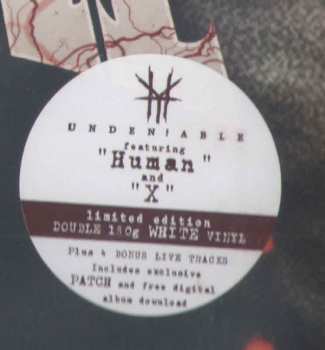 UNDENIABLE
featuring
"Human"
and
"X"
limited edition
DOUBLE 180g WHITE VINYL
Plus 4 BONUS LIVE TRACKS
Includes exclusive
PATCH and free digital
album download